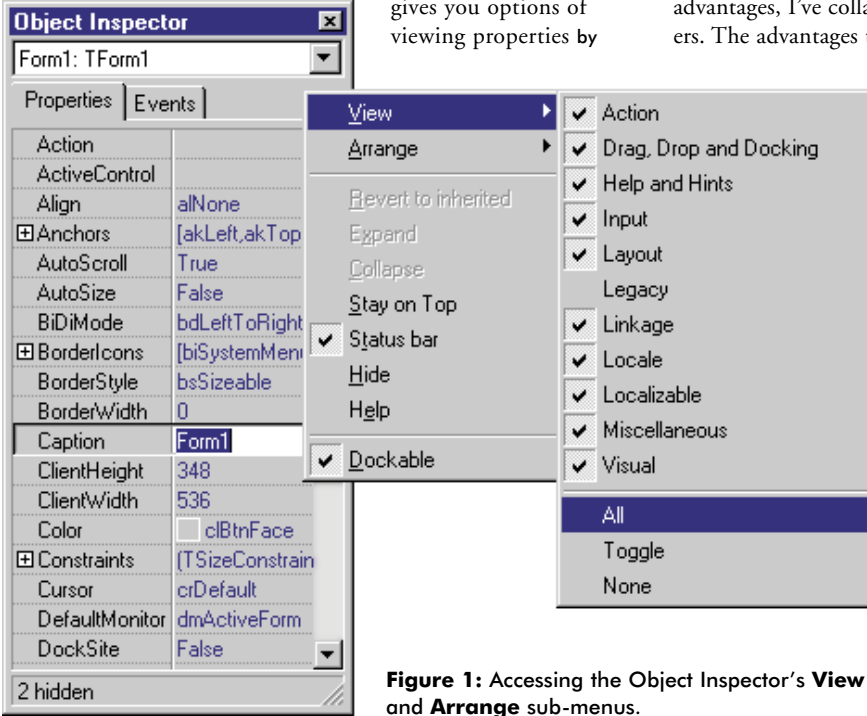 gives you options of
viewing properties by
advantages, I've colla
ers. The advantages
Object Inspector
Form1: TForm1
Properties
Events
Action
ActiveControl
Align alNone
Anchors [akLeft,akTop
AutoScroll True
AutoSize False
BiDiMode bdLeftToRight
BorderIcons [biSystemMen
BorderStyle bsSizeable
BorderWidth 0
Caption Form1
ClientHeight 348
ClientWidth 536
Color clBtnFace
Constraints (TSizeConstrain
Cursor crDefault
DefaultMonitor dmActiveForm
DockSite False
2 hidden
View
Arrange
Revert to inherited
Expand
Collapse
Stay on Top
Status bar
Hide
Help
Dockable
Action
Drag, Drop and Docking
Help and Hints
Input
Layout
Legacy
Linkage
Locale
Localizable
Miscellaneous
Visual
All
Toggle
None
Figure 1: Accessing the Object Inspector's View
and Arrange sub-menus.